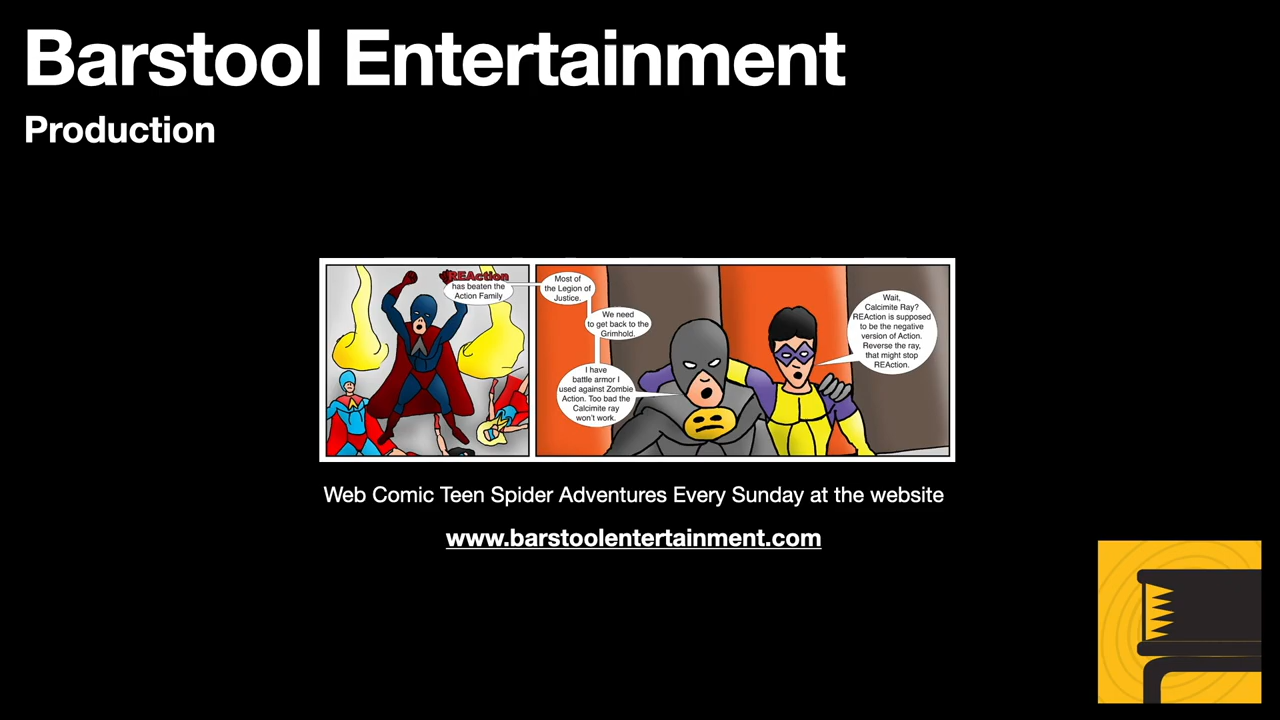 Barstool Entertainment
Production
REAction
has beaten the
Action Family
Most of
the Legion of
Justice.
We need
to get back to the
Grimhold.
I have
battle armor I
used against Zombie
Action. Too bad the
Calcimite ray
won't work.
Wait,
Calcimite Ray?
REAction is supposed
to be the negative
version of Action.
Reverse the ray,
that might stop
REAction.
Web Comic Teen Spider Adventures Every Sunday at the website
www.barstoolentertainment.com